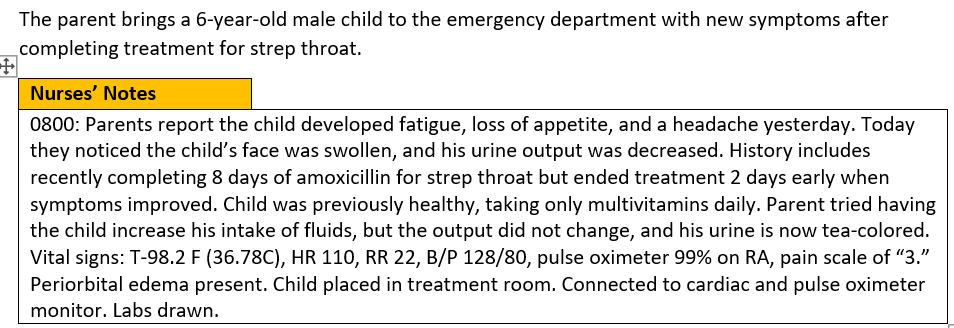 The parent brings a 6-year-old male child to the emergency department with new symptoms after
completing treatment for strep throat.
Nurses’ Notes
0800: Parents report the child developed fatigue, loss of appetite, and a headache yesterday. Today
they noticed the child’s face was swollen, and his urine output was decreased. History includes
recently completing 8 days of amoxicillin for strep throat but ended treatment 2 days early when
symptoms improved. Child was previously healthy, taking only multivitamins daily. Parent tried having
the child increase his intake of fluids, but the output did not change, and his urine is now tea-colored.
Vital signs: T-98.2 F (36.78C), HR 110, RR 22, B/P 128/80, pulse oximeter 99% on RA, pain scale of “3.”
Periorbital edema present. Child placed in treatment room. Connected to cardiac and pulse oximeter
monitor. Labs drawn.